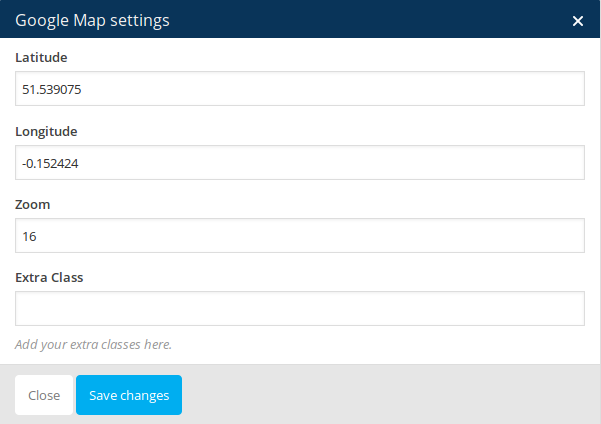 Google Map settings
Latitude
51.539075
Longitude
-0.152424
Zoom
16
Extra Class
Add your extra classes here.
Close Save changes